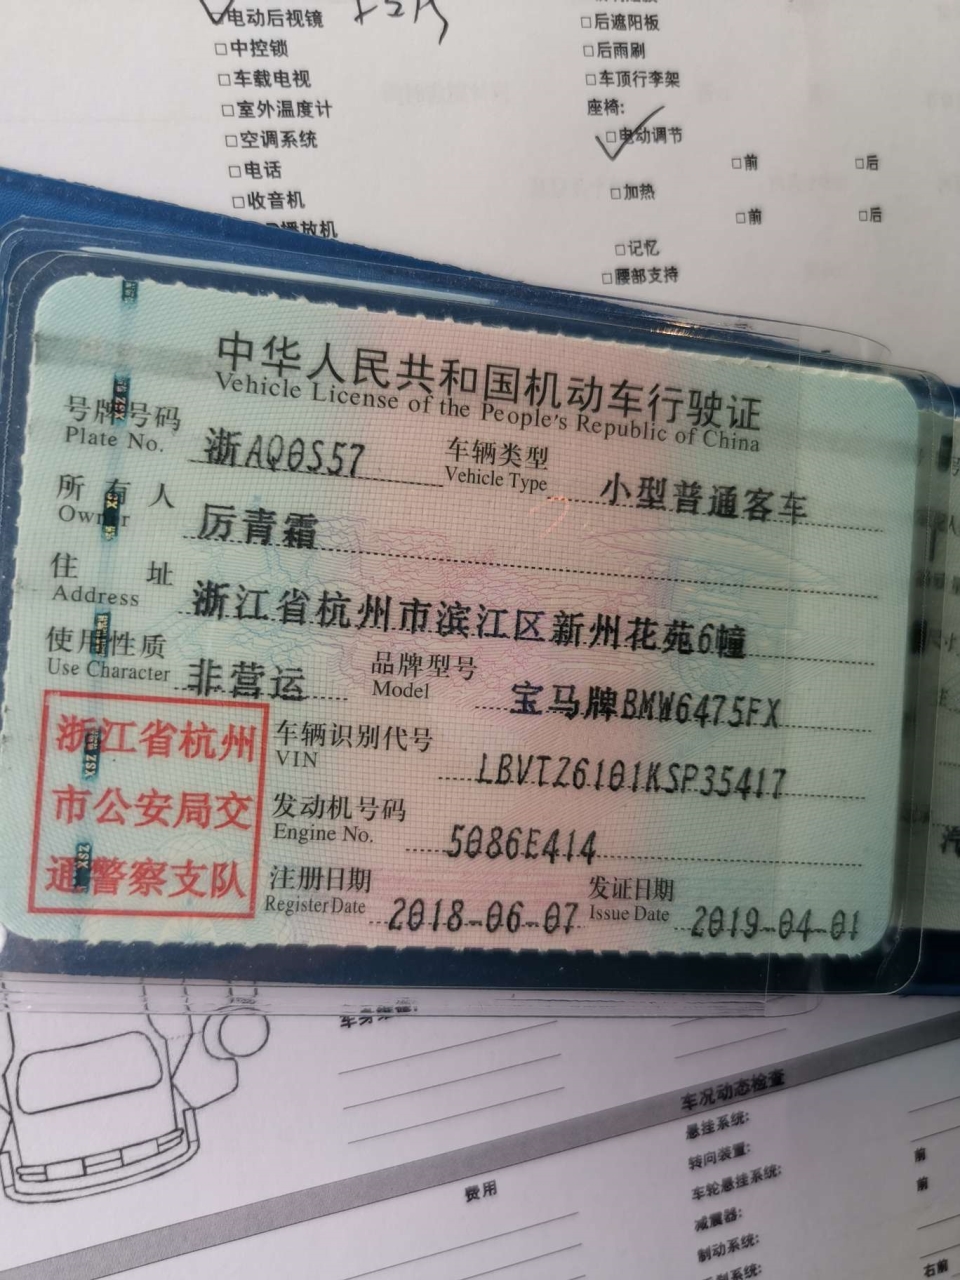 电动后视镜
□中控锁
□车载电视
□室外温度计
□空调系统
□电话
□收音机
播放机
□后遮阳板
□后雨刷
□车顶行李架
座椅:
□电动调节
□前 □后
□加热
□前 □后
□记忆
□腰部支持
中华人民共和国机动车行驶证
Vehicle License of the People's Republic of China
号牌号码 浙AQ0S57 车辆类型 小型普通客车
Plate No. Vehicle Type
所有人 厉青霜
Owner
住址 浙江省杭州市滨江区新州花苑6幢
Address
使用性质 非营运 品牌型号 宝马牌BMW6475FX
Use Character Model
浙江省杭州
市公安局交
通警察支队
车辆识别代号 LBVTZ6101KSP35417
VIN
发动机号码 5086E414
Engine No.
注册日期 2018-06-07 发证日期 2019-04-01
Register Date Issue Date
车况动态检查
悬挂系统:
转向装置: 前
车轮悬挂系统: 前
减震器:
制动系统:
右前
费用